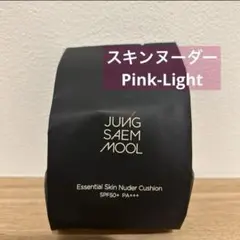 スキンヌーダー
Pink-Light
JUNG
SAEM
MOOL
Essential Skin Nuder Cushion
SPF50+ PA+++